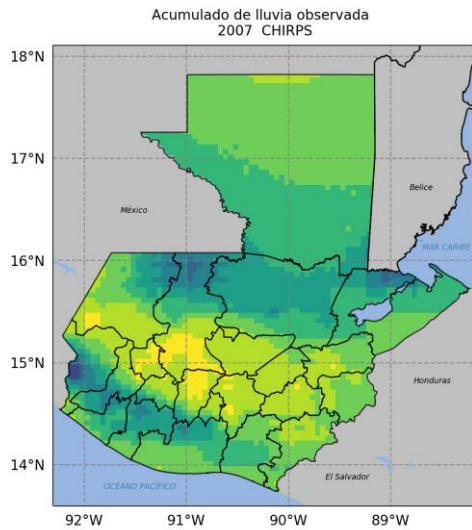 Acumulado de lluvia observada
2007 CHIRPS
18°N
17°N
México
Belice
MAR CARIBE
16°N
15°N
Honduras
14°N
El Salvador
OCÉANO PACÍFICO
92°W
91°W
90°W
89°W